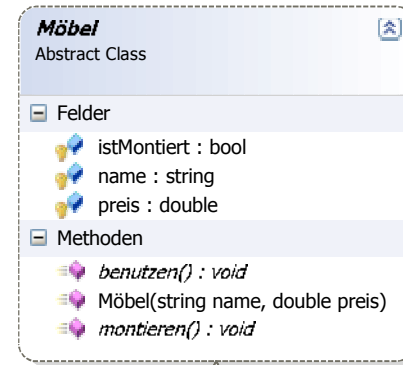 Möbel
Abstract Class
Felder
istMontiert : bool
name : string
preis : double
Methoden
benutzen() : void
Möbel(string name, double preis)
montieren() : void